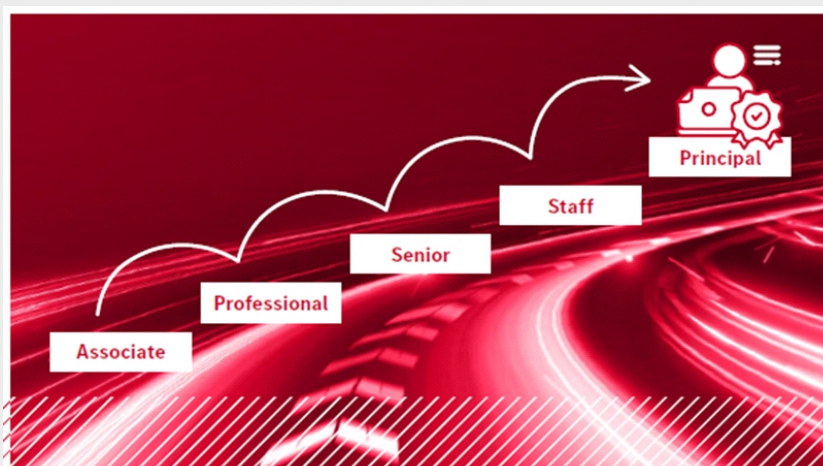 Associate
Professional
Senior
Staff
Principal